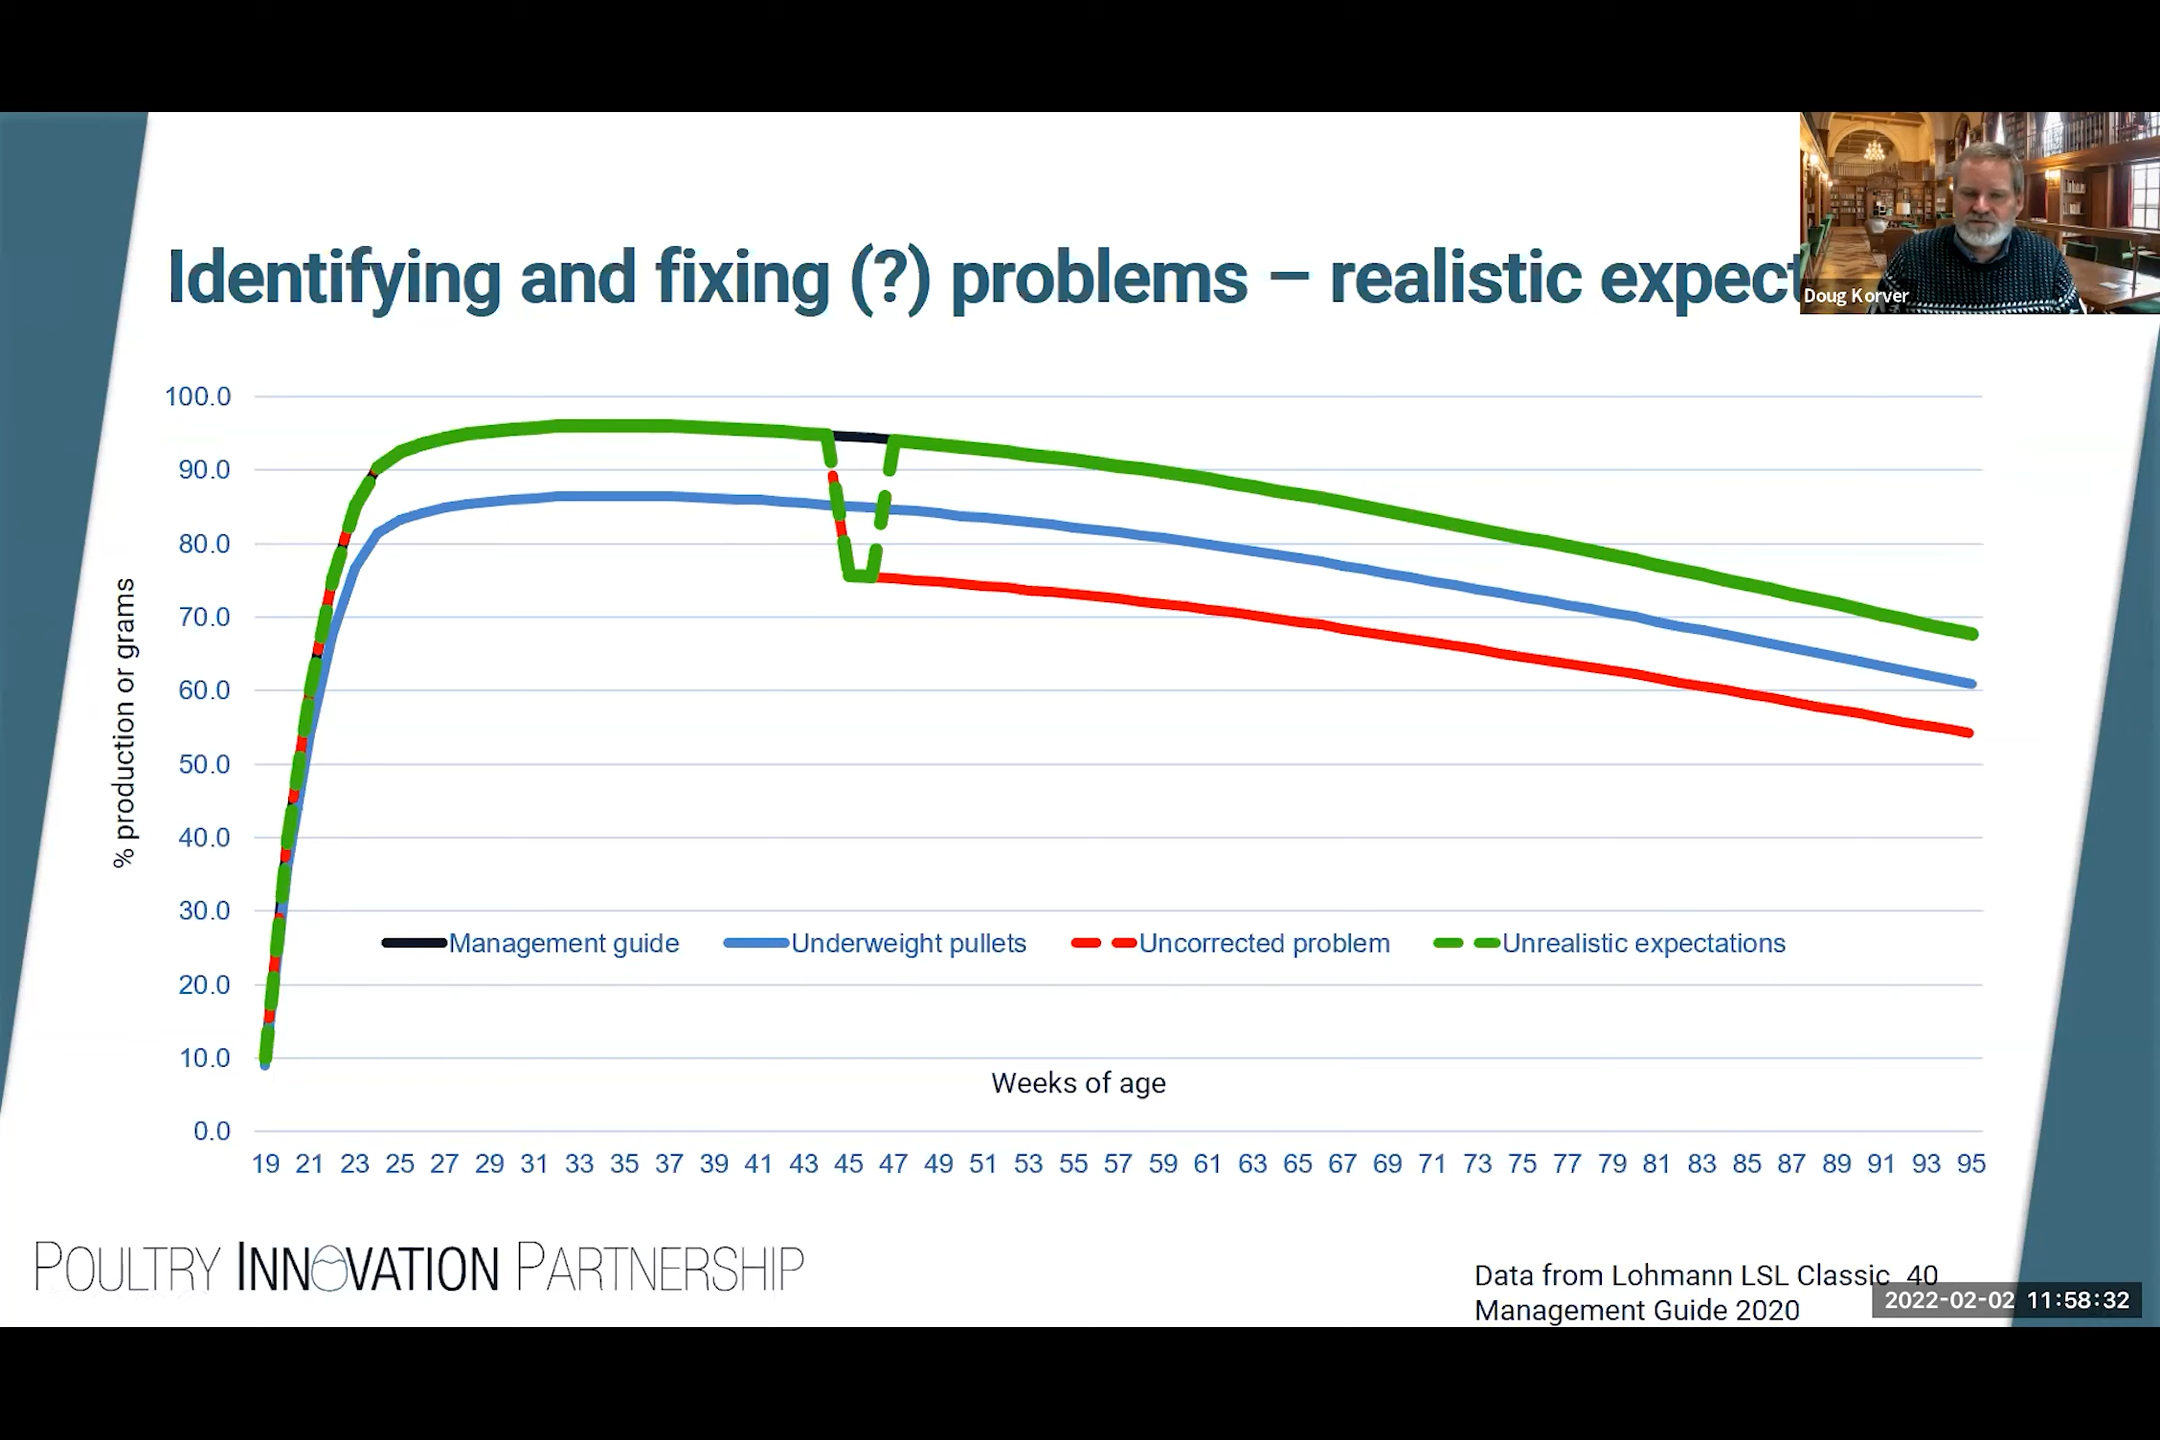 Identifying and fixing (?) problems – realistic expect
Doug Korver
100.0
90.0
80.0
70.0
60.0
50.0
40.0
30.0
20.0
10.0
0.0
% production or grams
Management guide Underweight pullets Uncorrected problem Unrealistic expectations
Weeks of age
19 21 23 25 27 29 31 33 35 37 39 41 43 45 47 49 51 53 55 57 59 61 63 65 67 69 71 73 75 77 79 81 83 85 87 89 91 93 95
POULTRY INNOVATION PARTNERSHIP
Data from Lohmann LSL Classic 40
Management Guide 2020
2022-02-02 11:58:32